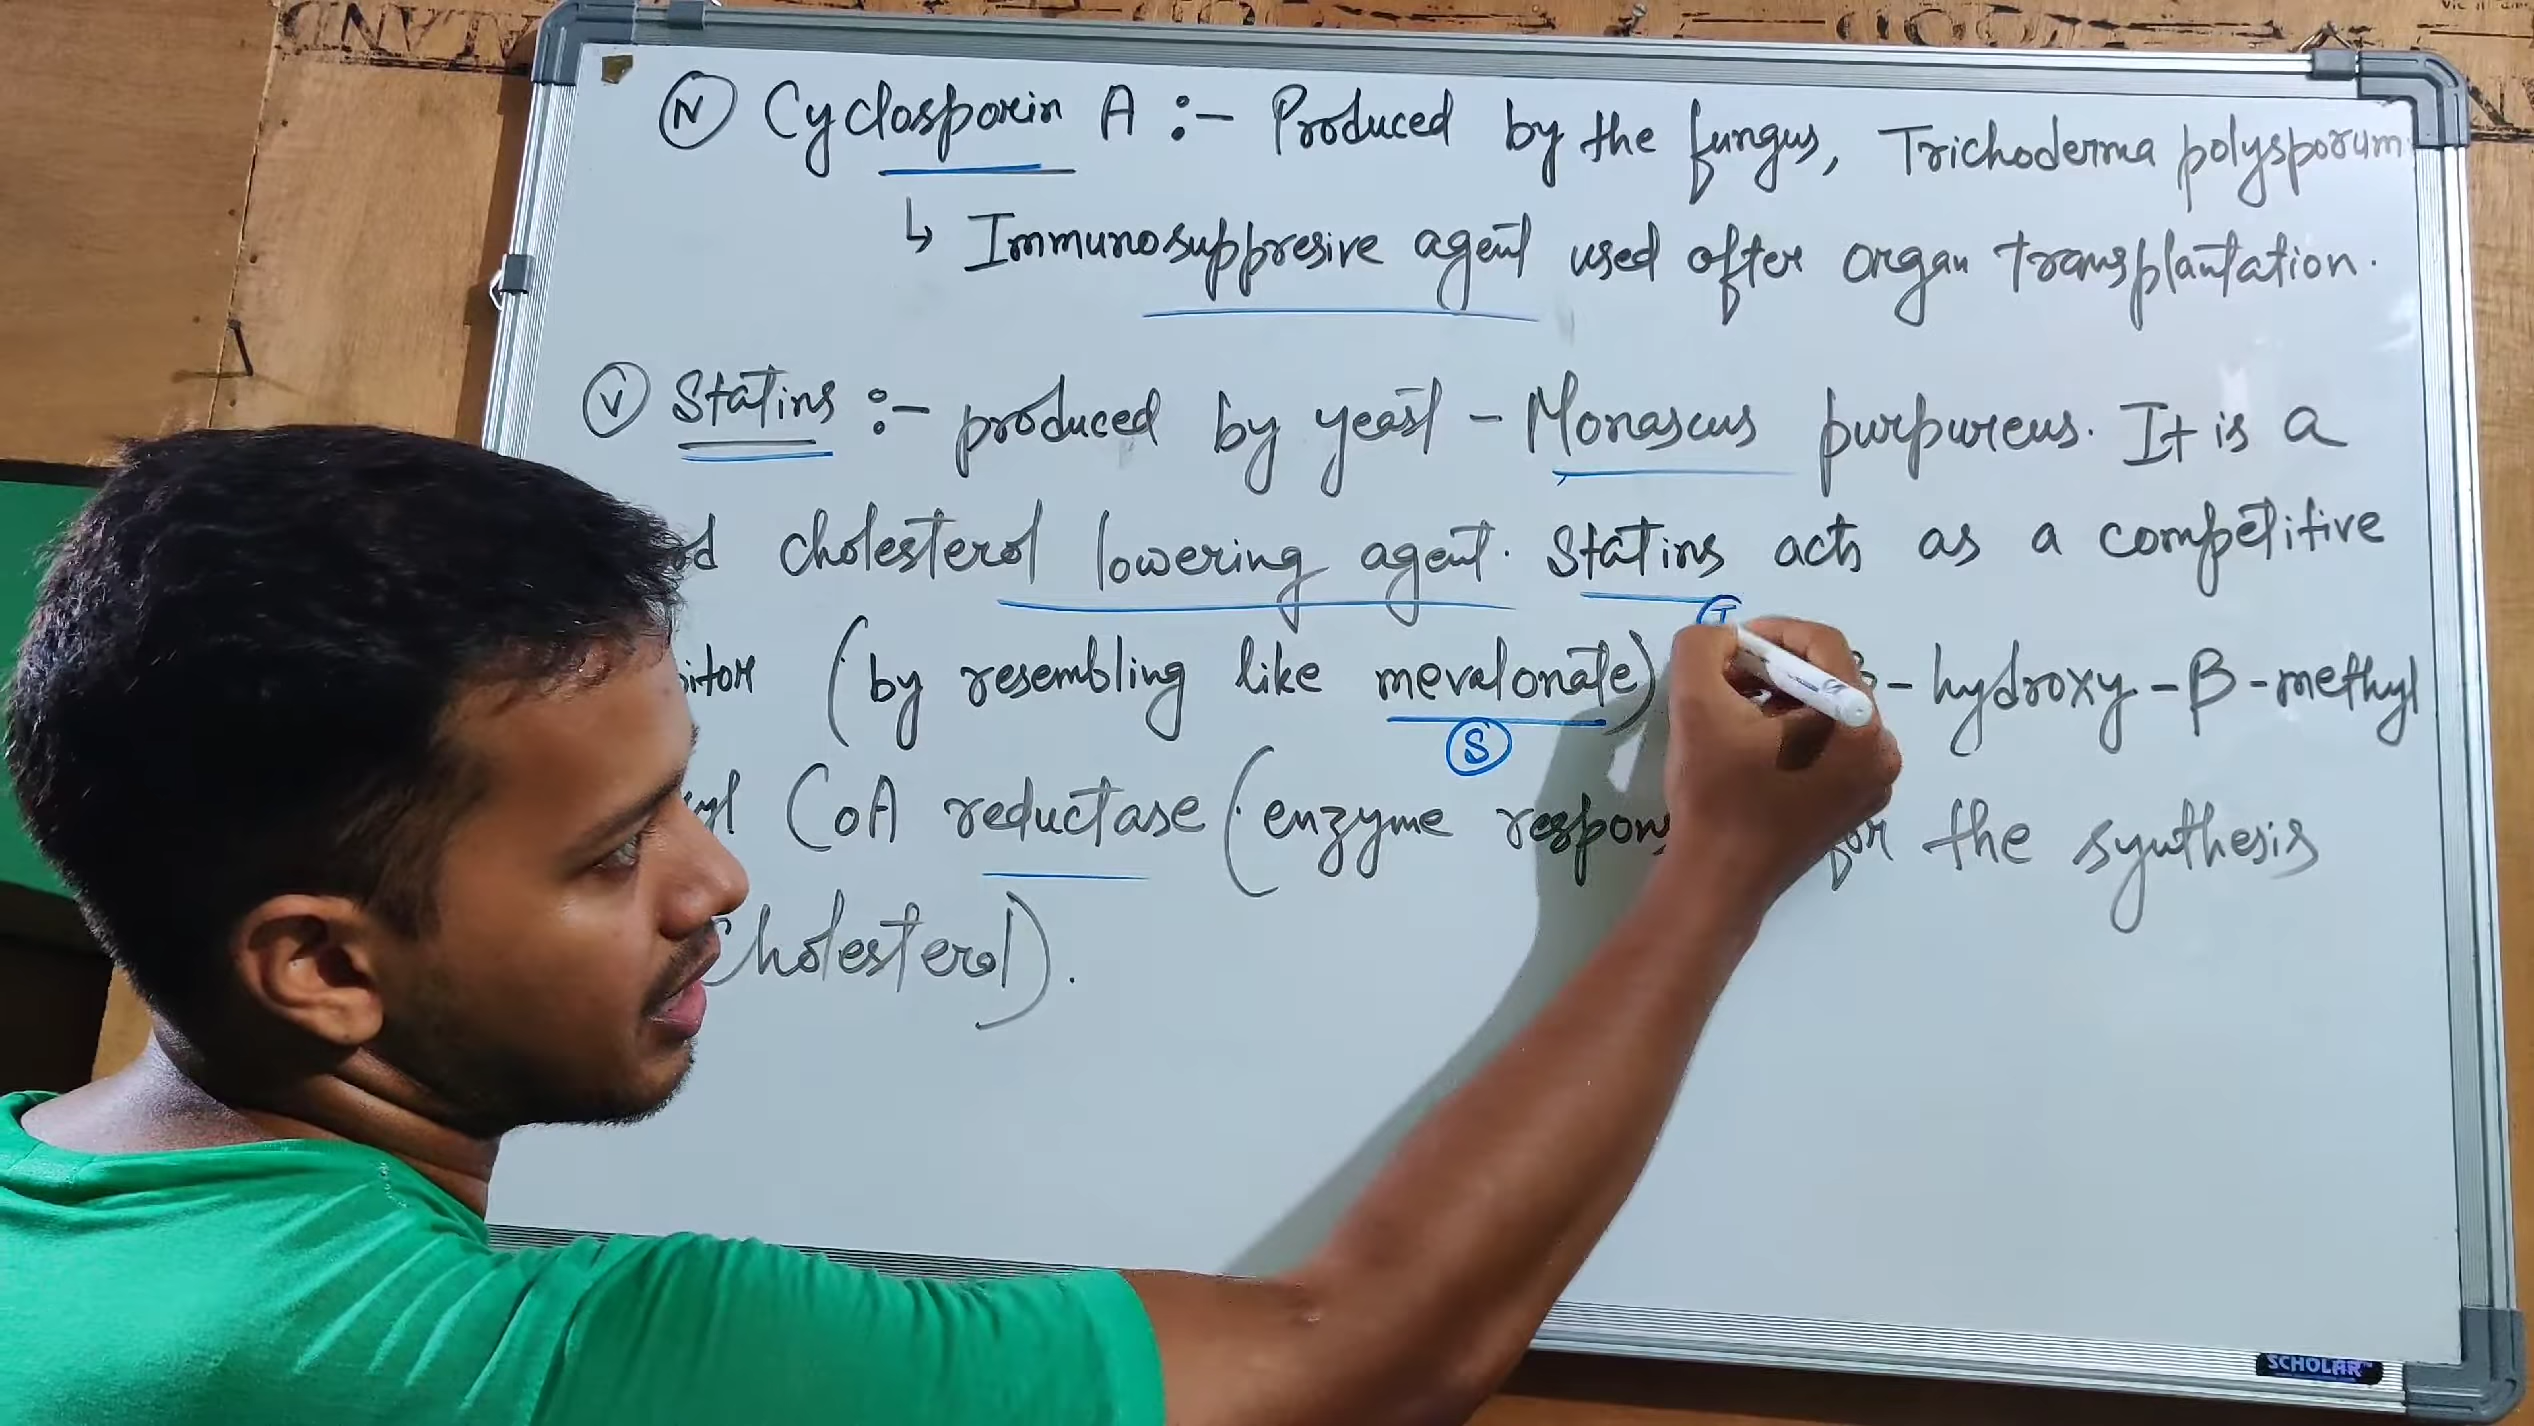 (IV) Cyclosporin A :- Produced by the fungus, Trichoderma polysporum
↳ Immunosuppresive agent used after organ transplantation.
(V) Statins :- produced by yeast - Monascus purpureus. It is a
cholesterol lowering agent. Statins acts as a competitive
(by resembling like mevalonate) - hydroxy - β - methyl
(S)
CoA reductase (enzyme for the synthesis
Cholesterol).
SCHOLAR